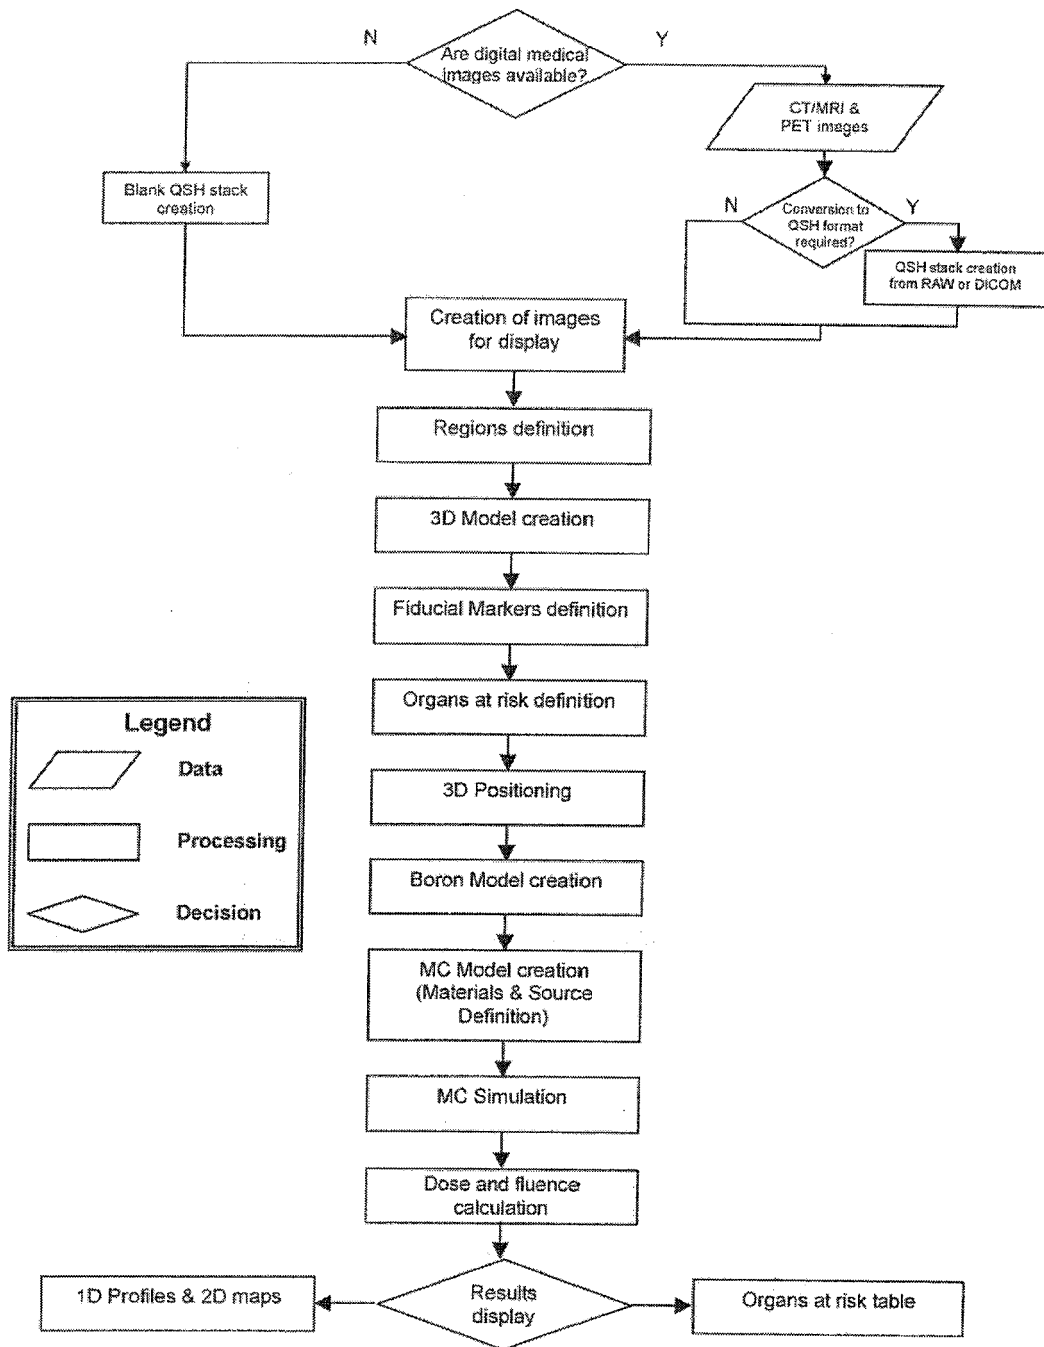 N
Y
Are digital medical
images available?
CT/MRI &
PET images
Blank QSH stack
creation
N
Conversion to
QSH format
required?
Y
QSH stack creation
from RAW or DICOM
Creation of images
for display
Regions definition
3D Model creation
Fiducial Markers definition
Organs at risk definition
Legend
Data
Processing
Decision
3D Positioning
Boron Model creation
MC Model creation
(Materials & Source
Definition)
MC Simulation
Dose and fluence
calculation
1D Profiles & 2D maps
Results
display
Organs at risk table